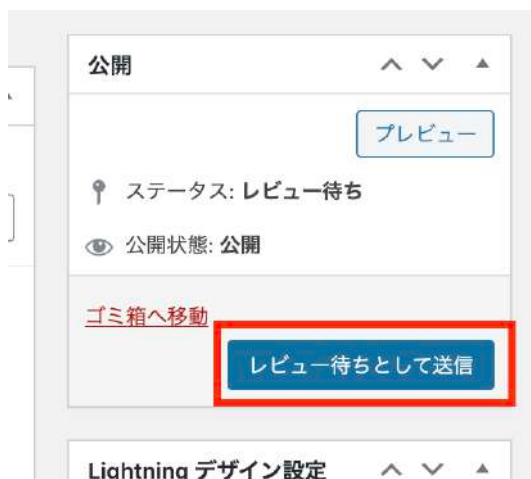 公開
プレビュー
ステータス: レビュー待ち
公開状態: 公開
ゴミ箱へ移動
レビュー待ちとして送信
Lightning デザイン設定